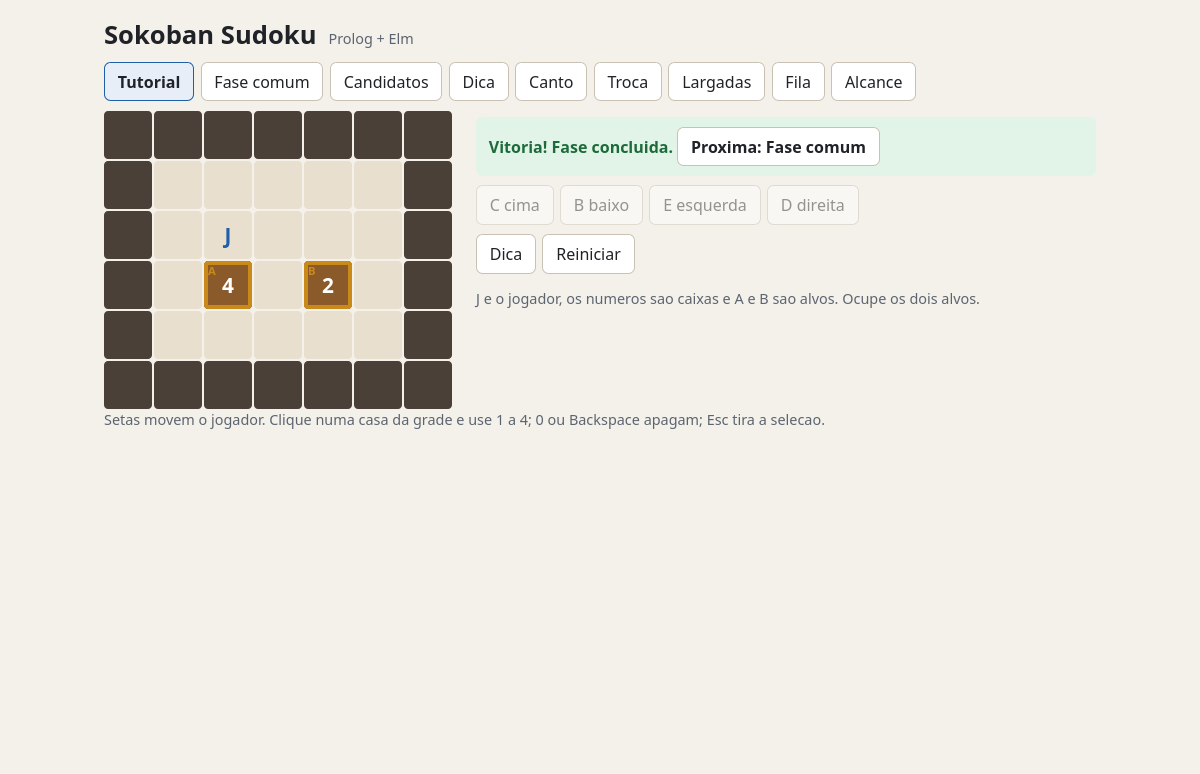 Sokoban Sudoku Prolog + Elm
Tutorial Fase comum Candidatos Dica Canto Troca Largadas Fila Alcance
Vitoria! Fase concluida. Proxima: Fase comum
C cima B baixo E esquerda D direita
J
Dica Reiniciar
A 4 B 2
J e o jogador, os numeros sao caixas e A e B sao alvos. Ocupe os dois alvos.
Setas movem o jogador. Clique numa casa da grade e use 1 a 4; 0 ou Backspace apagam; Esc tira a selecao.